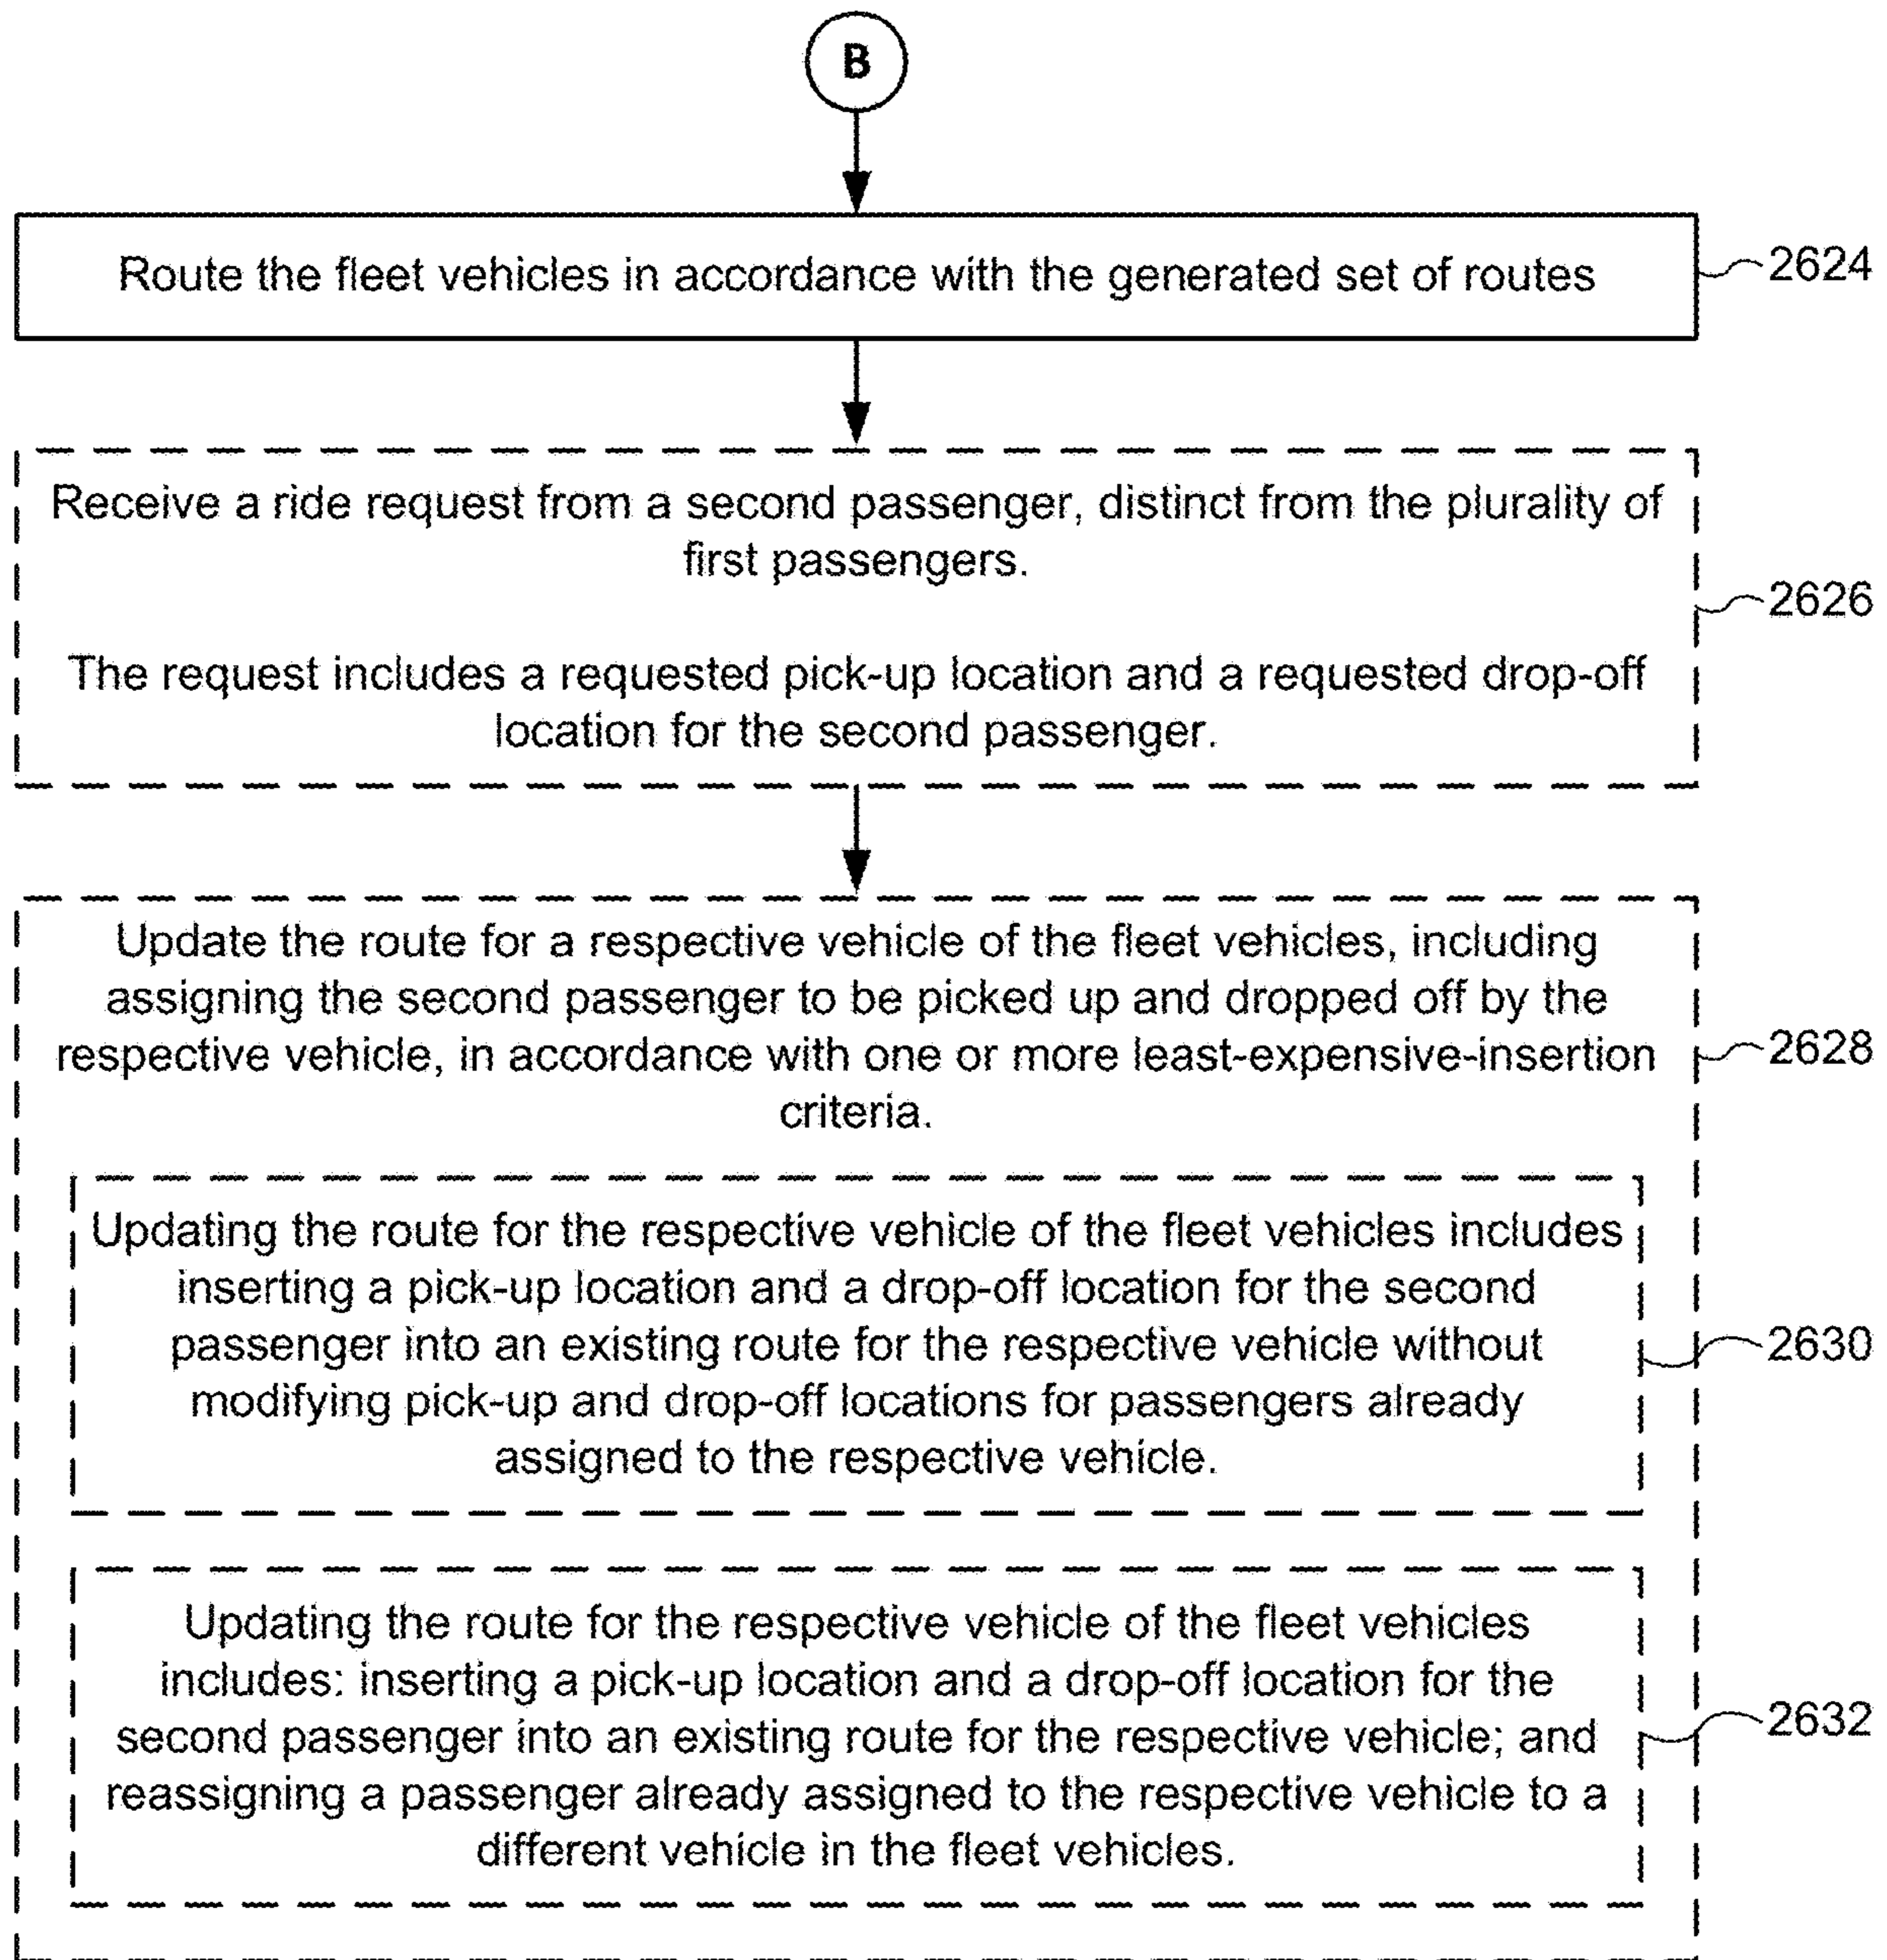 B
Route the fleet vehicles in accordance with the generated set of routes
2624
Receive a ride request from a second passenger, distinct from the plurality of
first passengers.
The request includes a requested pick-up location and a requested drop-off
location for the second passenger.
2626
Update the route for a respective vehicle of the fleet vehicles, including
assigning the second passenger to be picked up and dropped off by the
respective vehicle, in accordance with one or more least-expensive-insertion
criteria.
2628
Updating the route for the respective vehicle of the fleet vehicles includes
inserting a pick-up location and a drop-off location for the second
passenger into an existing route for the respective vehicle without
modifying pick-up and drop-off locations for passengers already
assigned to the respective vehicle.
2630
Updating the route for the respective vehicle of the fleet vehicles
includes: inserting a pick-up location and a drop-off location for the
second passenger into an existing route for the respective vehicle; and
reassigning a passenger already assigned to the respective vehicle to a
different vehicle in the fleet vehicles.
2632